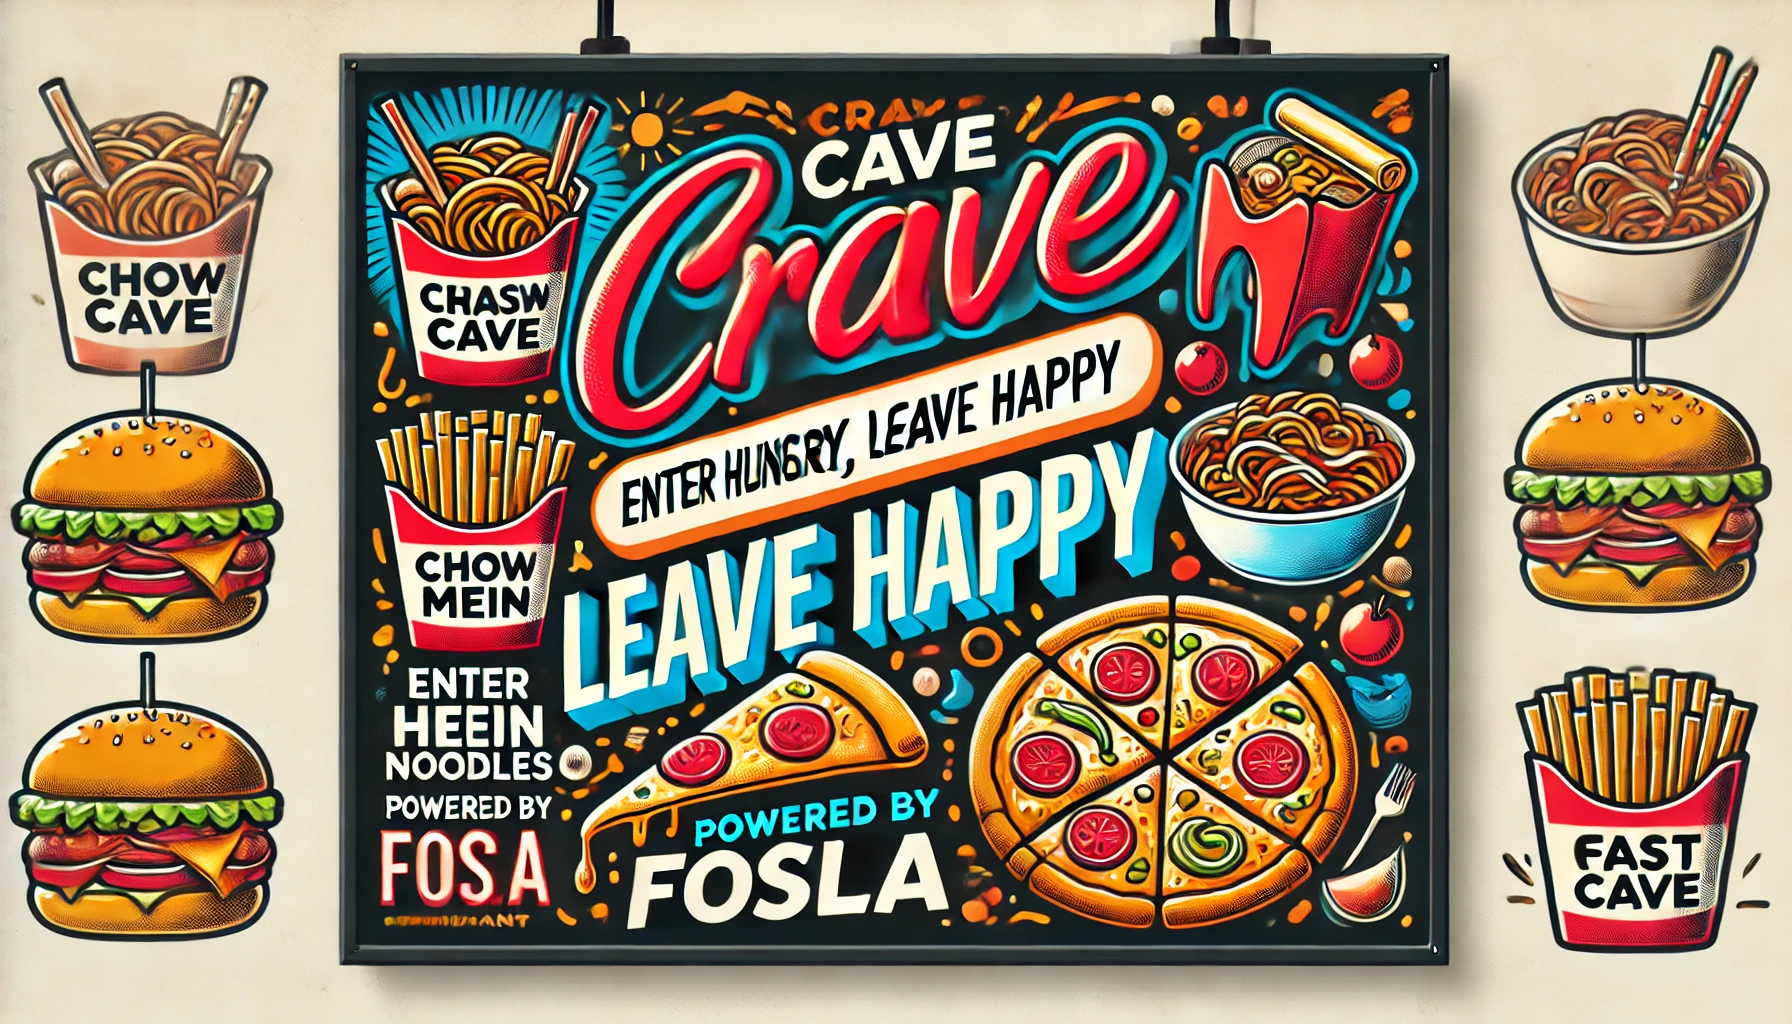 CHOW
CAVE
CRAV
CAVE
Crave
CHASW
CAVE
ENTER HUNGRY, LEAVE HAPPY
LEAVE HAPPY
CHOW
MEIN
ENTER
HEEIN
NOODLES
POWERED BY
FOS.A
POWERED BY
FOSLA
FAST
CAVE